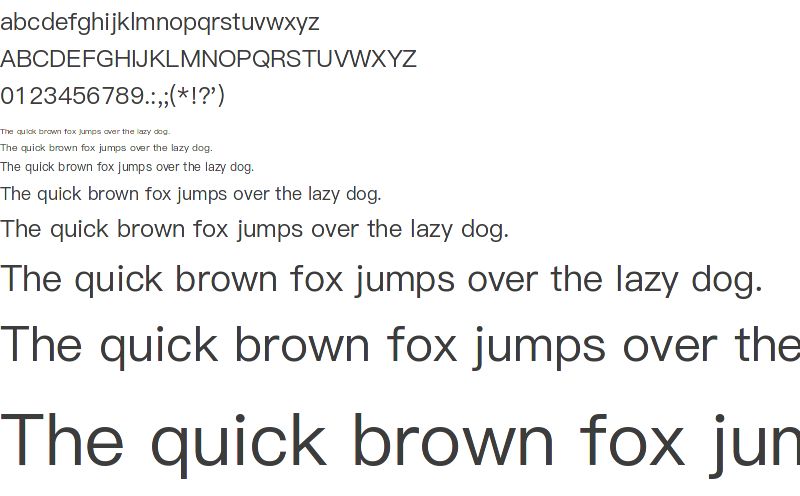 abcdefghijklmnopqrstuvwxyz
ABCDEFGHIJKLMNOPQRSTUVWXYZ
0123456789.:,;(*!?')
The quick brown fox jumps over the lazy dog.
The quick brown fox jumps over the lazy dog.
The quick brown fox jumps over the lazy dog.
The quick brown fox jumps over the lazy dog.
The quick brown fox jumps over the lazy dog.
The quick brown fox jumps over the lazy dog.
The quick brown fox jumps over the
The quick brown fox jun